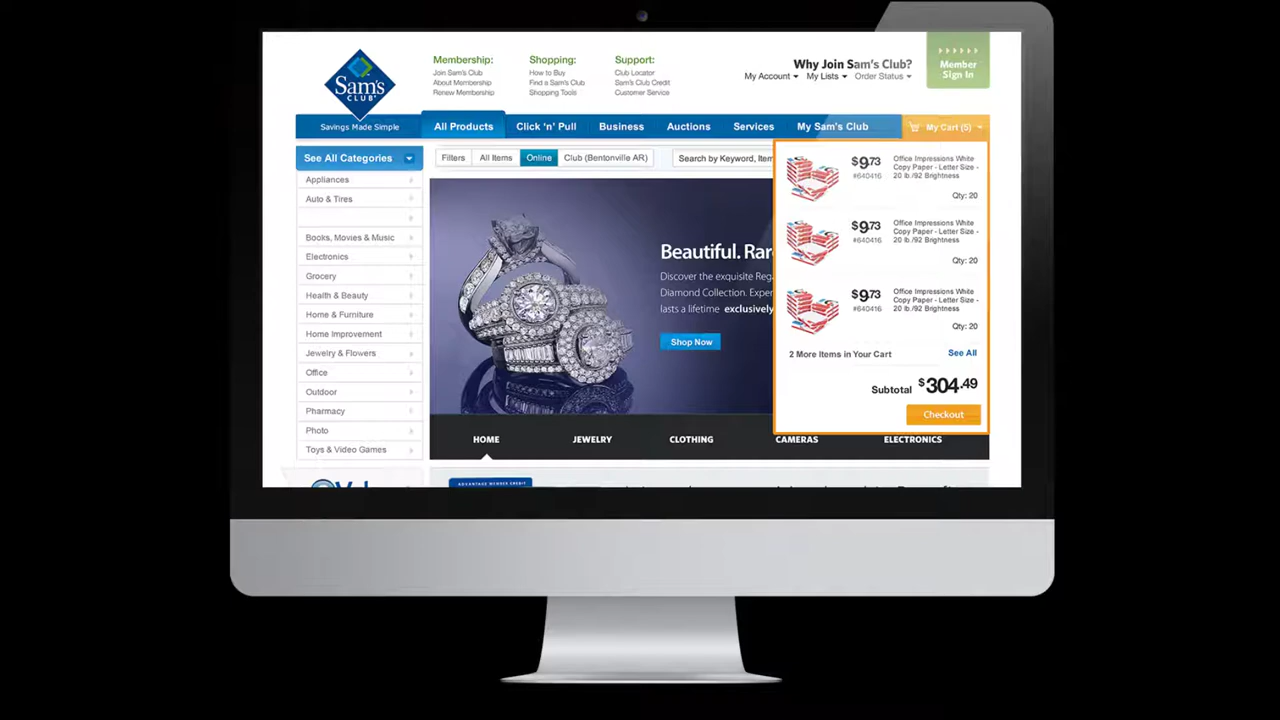 Sam's
CLUB
Savings Made Simple
Membership:
Join Sam's Club
About Membership
Renew Membership
Shopping:
How to Buy
Find a Sam's Club
Shopping Tools
Support:
Club Locator
Sam's Club Credit
Customer Service
Why Join Sam's Club?
My Account My Lists Order Status
Member
Sign In
All Products Click 'n' Pull Business Auctions Services My Sam's Club My Cart (5)
See All Categories
Appliances
Auto & Tires
Books, Movies & Music
Electronics
Grocery
Health & Beauty
Home & Furniture
Home Improvement
Jewelry & Flowers
Office
Outdoor
Pharmacy
Photo
Toys & Video Games
Filters All Items Online Club (Bentonville AR) Search by Keyword, Item
Beautiful. Rare
Discover the exquisite Rega
Diamond Collection. Exper
lasts a lifetime exclusively
Shop Now
$9.73
#640416
Office Impressions White
Copy Paper - Letter Size -
20 lb./92 Brightness
Qty: 20
$9.73
#640416
Office Impressions White
Copy Paper - Letter Size -
20 lb./92 Brightness
Qty: 20
$9.73
#640416
Office Impressions White
Copy Paper - Letter Size -
20 lb./92 Brightness
Qty: 20
2 More Items in Your Cart See All
Subtotal $304.49
Checkout
HOME JEWELRY CLOTHING CAMERAS ELECTRONICS
ADVANTAGE MEMBER CREDIT